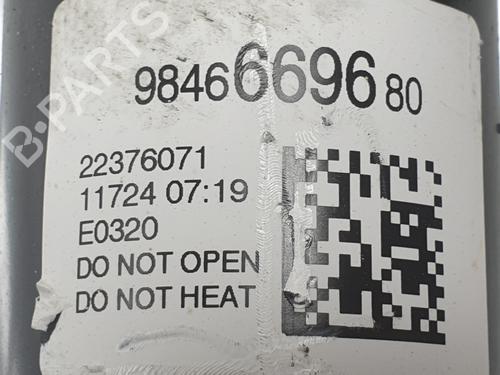 9846669680
22376071
11724 07:19
E0320
DO NOT OPEN
DO NOT HEAT
B-PARTS